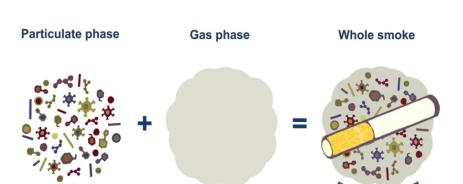 Particulate phase
Gas phase
Whole smoke
+
=